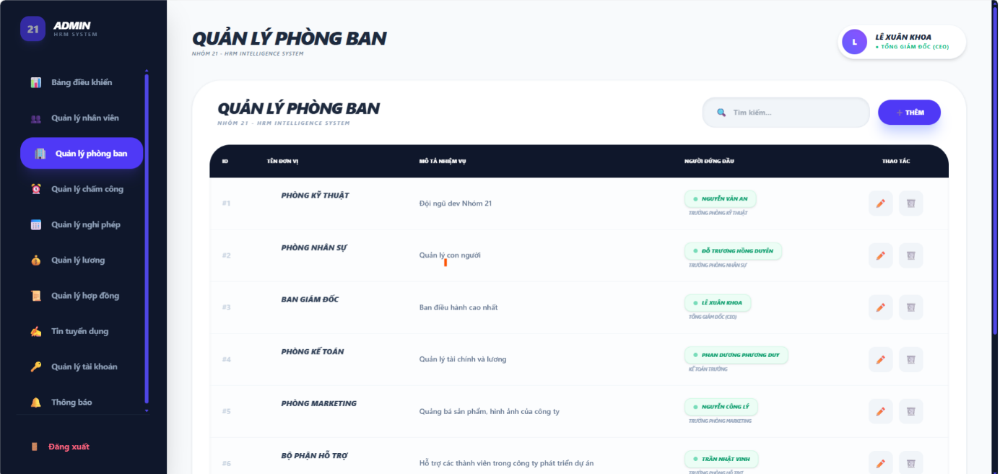 21
ADMIN
HRM SYSTEM
Bảng điều khiển
Quản lý nhân viên
Quản lý phòng ban
Quản lý chấm công
Quản lý nghỉ phép
Quản lý lương
Quản lý hợp đồng
Tin tuyển dụng
Quản lý tài khoản
Thông báo
Đăng xuất
QUẢN LÝ PHÒNG BAN
NHÓM 21 - HRM INTELLIGENCE SYSTEM
L
LÊ XUÂN KHOA
● TỔNG GIÁM ĐỐC (CEO)
QUẢN LÝ PHÒNG BAN
NHÓM 21 - HRM INTELLIGENCE SYSTEM
Tìm kiếm...
+ THÊM
ID TÊN ĐƠN VỊ MÔ TẢ NHIỆM VỤ NGƯỜI ĐỨNG ĐẦU THAO TÁC
#1 PHÒNG KỸ THUẬT Đội ngũ dev Nhóm 21 NGUYỄN VĂN AN
TRƯỞNG PHÒNG KỸ THUẬT
#2 PHÒNG NHÂN SỰ Quản lý con người ĐỖ TRƯƠNG HỒNG DUYÊN
TRƯỞNG PHÒNG NHÂN SỰ
#3 BAN GIÁM ĐỐC Ban điều hành cao nhất LÊ XUÂN KHOA
TỔNG GIÁM ĐỐC (CEO)
#4 PHÒNG KẾ TOÁN Quản lý tài chính và lương PHAN DƯƠNG PHƯƠNG DUY
KẾ TOÁN TRƯỞNG
#5 PHÒNG MARKETING Quảng bá sản phẩm, hình ảnh của công ty NGUYỄN CÔNG LÝ
TRƯỞNG PHÒNG MARKETING
#6 BỘ PHẬN HỖ TRỢ Hỗ trợ các thành viên trong công ty phát triển dự án TRẦN NHẬT VINH
TRƯỞNG PHÒNG HỖ TRỢ